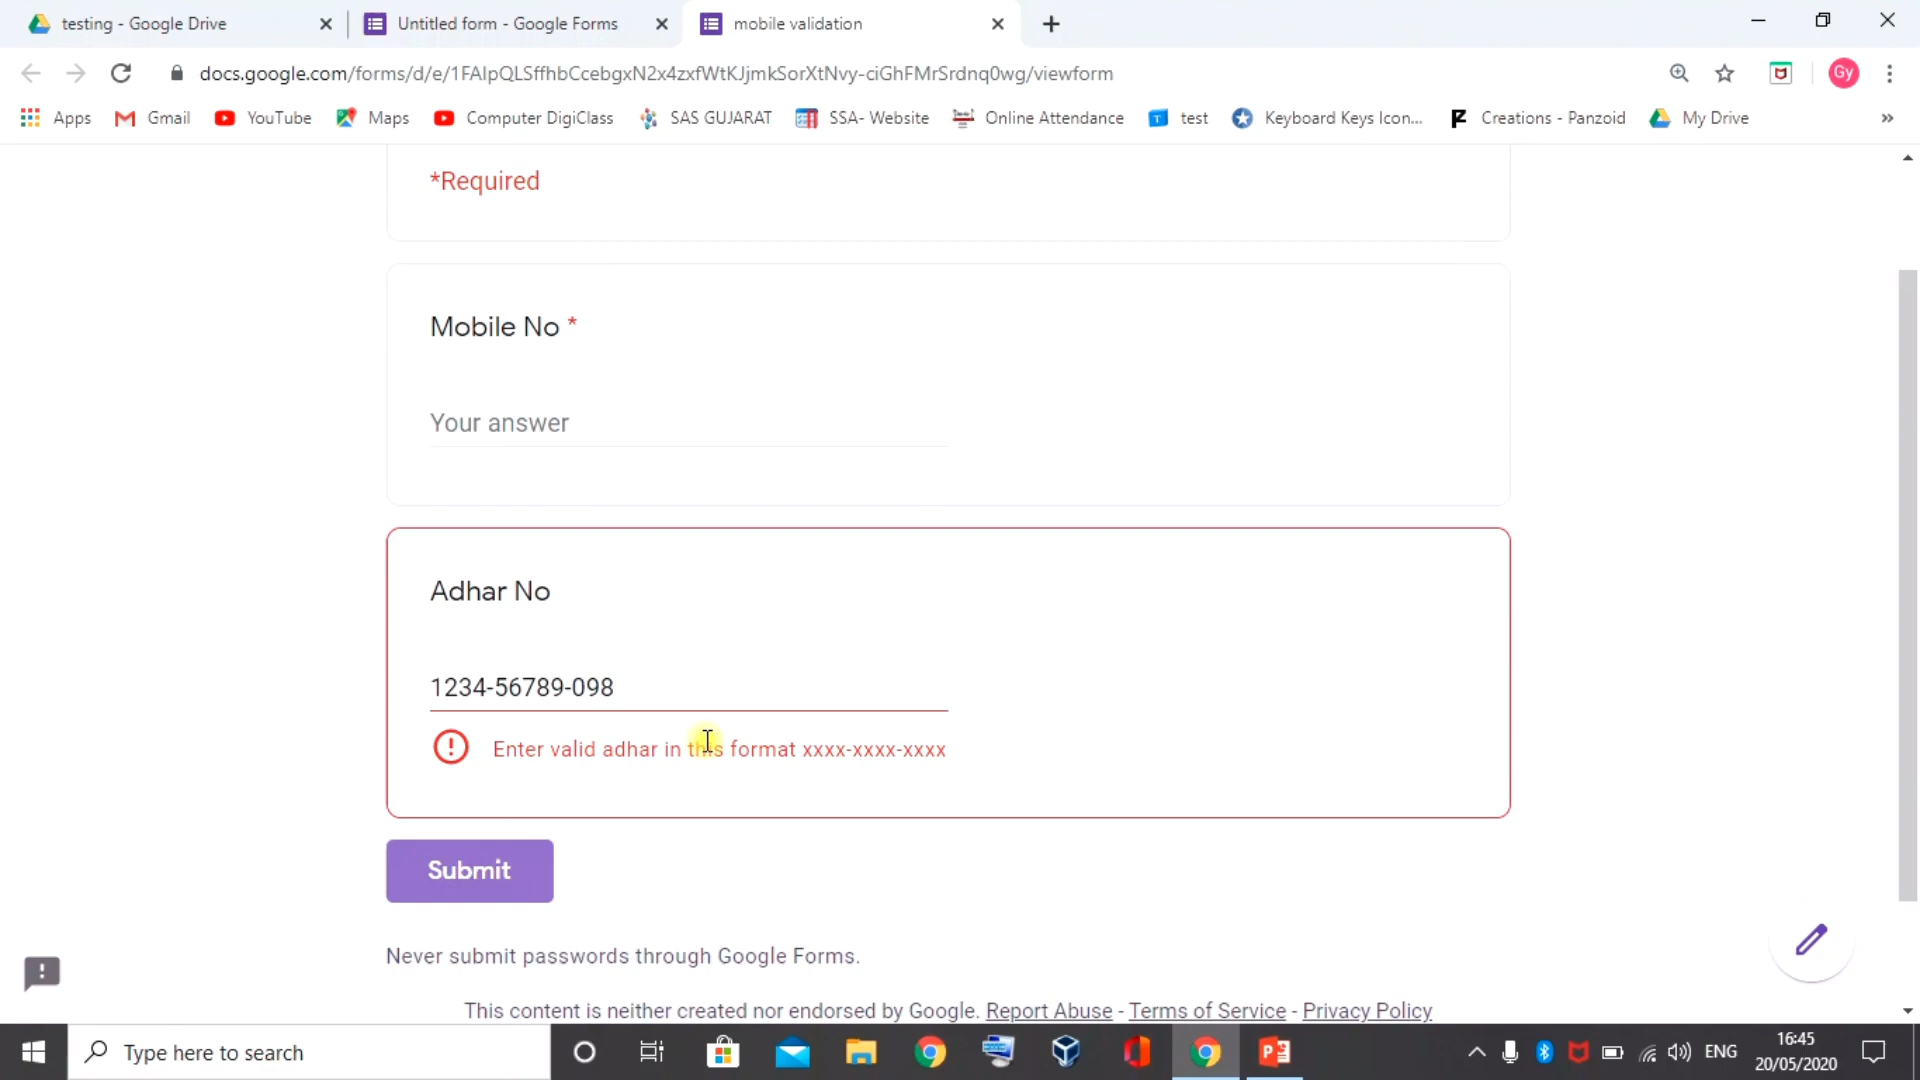 testing - Google Drive
Untitled form - Google Forms
mobile validation
docs.google.com/forms/d/e/1FAIpQLSffhbCcebgxN2x4zxfWtKJjmkSorXtNvy-ciGhFMrSrdnq0wg/viewform
Gy
Apps
Gmail
YouTube
Maps
Computer DigiClass
SAS GUJARAT
SSA- Website
Online Attendance
test
Keyboard Keys Icon...
Creations - Panzoid
My Drive
»
*Required
Mobile No *
Your answer
Adhar No
1234-56789-098
Enter valid adhar in this format xxxx-xxxx-xxxx
Submit
Never submit passwords through Google Forms.
This content is neither created nor endorsed by Google. Report Abuse - Terms of Service - Privacy Policy
Type here to search
ENG
16:45
20/05/2020